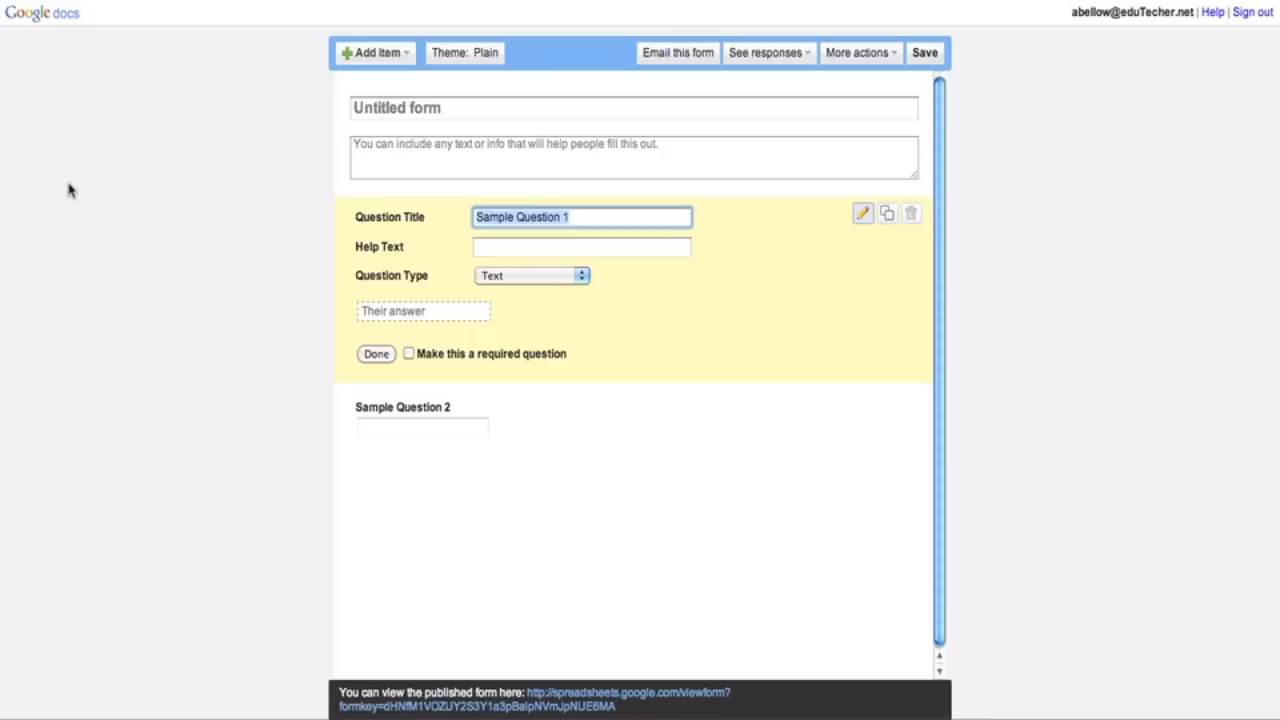 Google docs
abellow@eduTecher.net | Help | Sign out
Add item
Theme: Plain
Email this form
See responses
More actions
Save
Untitled form
You can include any text or info that will help people fill this out.
Question Title
Sample Question 1
Help Text
Question Type
Text
Their answer
Done
Make this a required question
Sample Question 2
You can view the published form here: http://spreadsheets.google.com/viewform?